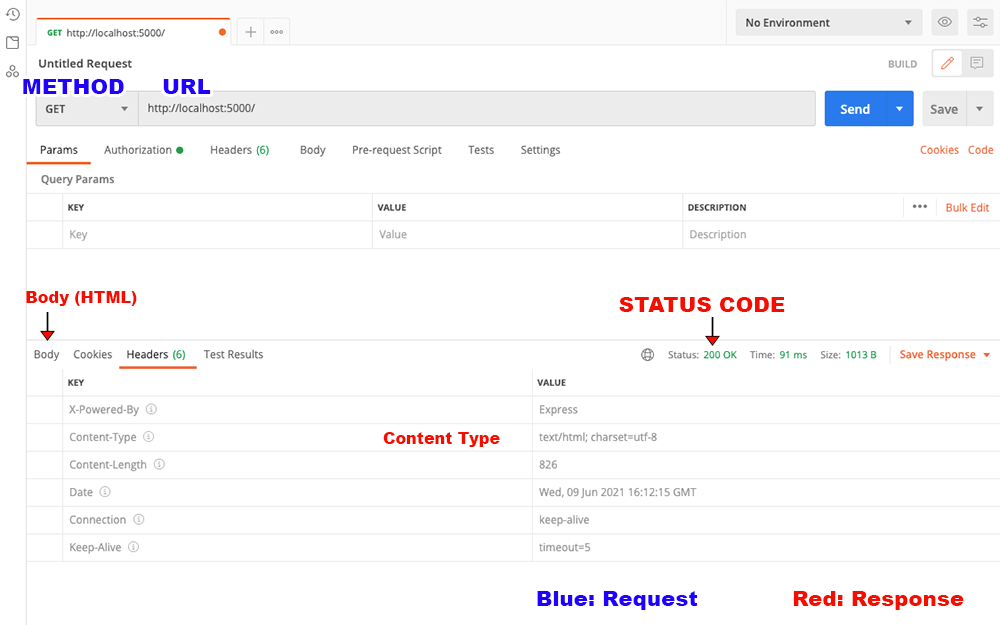 GET http://localhost:5000/
No Environment
Untitled Request
BUILD
METHOD URL
GET http://localhost:5000/ Send Save
Params Authorization Headers (6) Body Pre-request Script Tests Settings Cookies Code
Query Params
KEY VALUE DESCRIPTION Bulk Edit
Key Value Description
Body (HTML) STATUS CODE
Body Cookies Headers (6) Test Results Status: 200 OK Time: 91 ms Size: 1013 B Save Response
KEY VALUE
X-Powered-By Express
Content-Type Content Type text/html; charset=utf-8
Content-Length 826
Date Wed, 09 Jun 2021 16:12:15 GMT
Connection keep-alive
Keep-Alive timeout=5
Blue: Request Red: Response